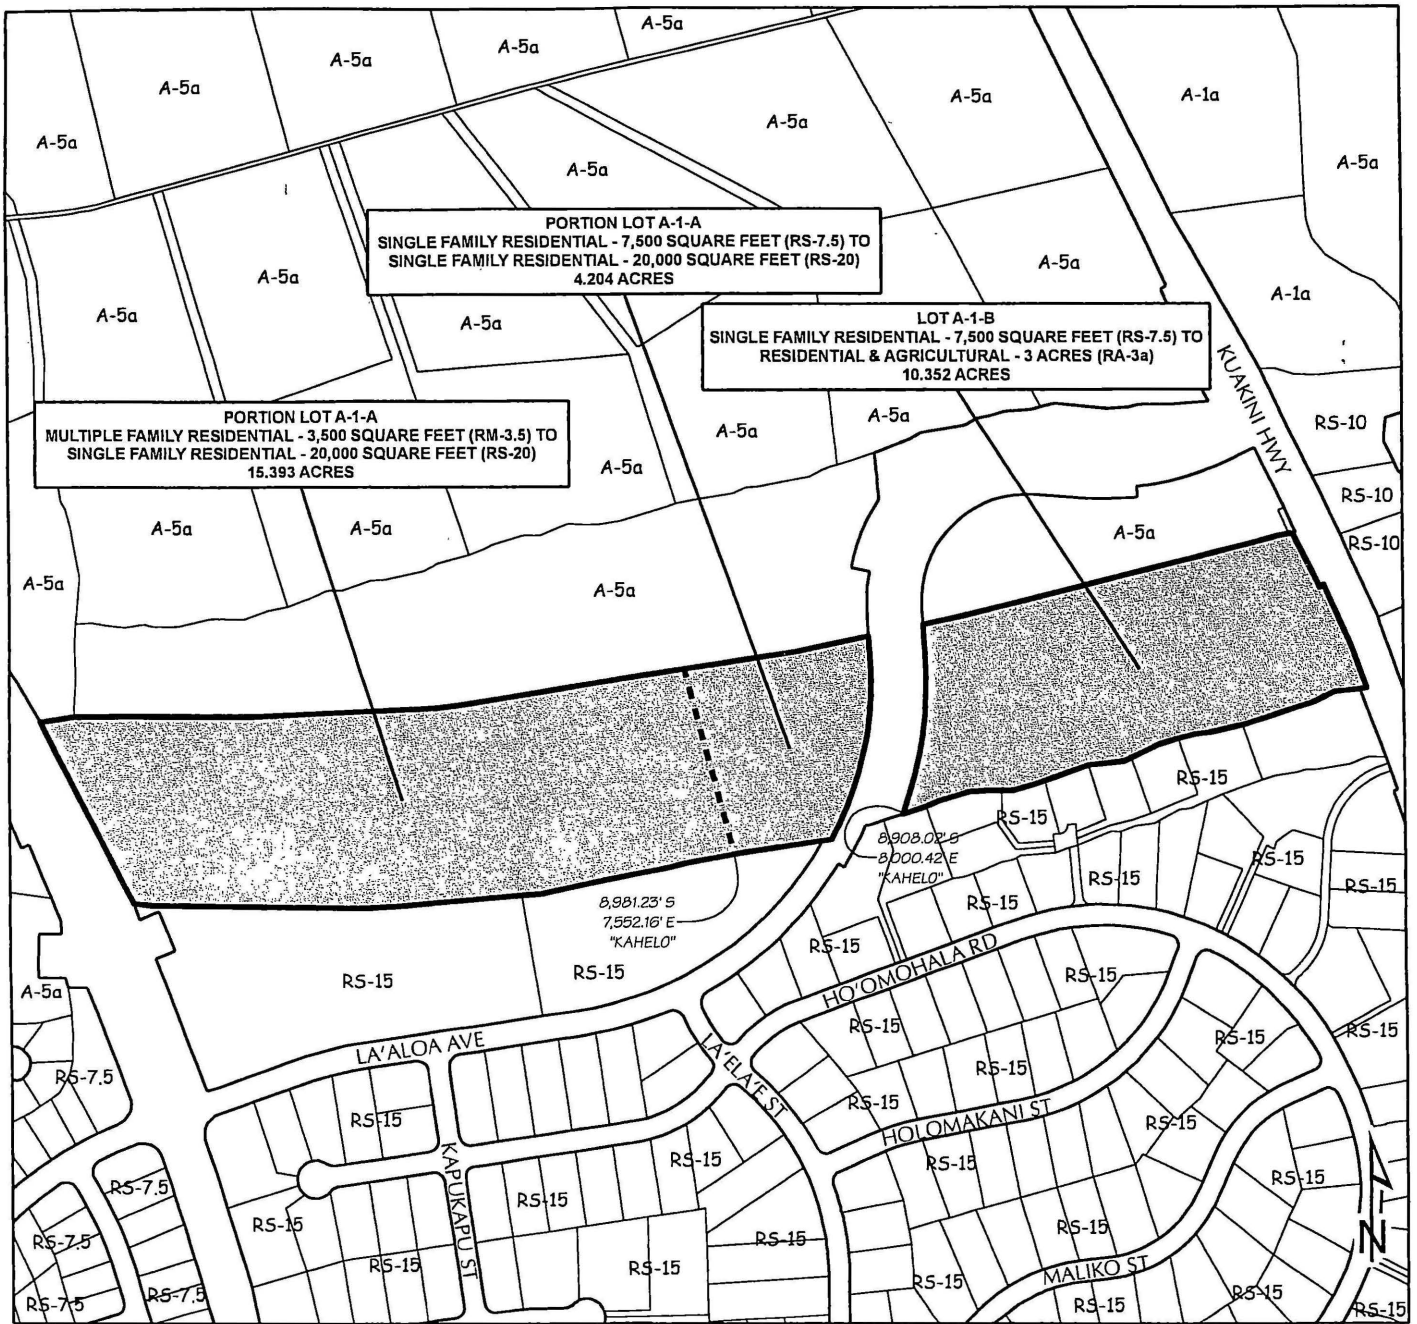 A-5a
A-5a
A-5a
A-5a
A-5a
A-5a
A-5a
A-5a
A-1a
A-5a
A-5a
PORTION LOT A-1-A
SINGLE FAMILY RESIDENTIAL - 7,500 SQUARE FEET (RS-7.5) TO
SINGLE FAMILY RESIDENTIAL - 20,000 SQUARE FEET (RS-20)
4.204 ACRES
A-5a
A-5a
A-5a
A-5a
A-1a
LOT A-1-B
SINGLE FAMILY RESIDENTIAL - 7,500 SQUARE FEET (RS-7.5) TO
RESIDENTIAL & AGRICULTURAL - 3 ACRES (RA-3a)
10.352 ACRES
KUAKINI HWY
PORTION LOT A-1-A
MULTIPLE FAMILY RESIDENTIAL - 3,500 SQUARE FEET (RM-3.5) TO
SINGLE FAMILY RESIDENTIAL - 20,000 SQUARE FEET (RS-20)
15.393 ACRES
A-5a
A-5a
RS-10
A-5a
RS-10
A-5a
A-5a
A-5a
RS-10
A-5a
A-5a
RS-15
RS-15
8,908.02' S
8,000.42' E
"KAHELO"
RS-15
RS-15
RS-15
8,981.23' S
7,552.16' E
"KAHELO"
RS-15
RS-15
HO'OMOHALA RD
RS-15
RS-15
RS-15
A-5a
RS-15
RS-15
RS-15
LA'ALOA AVE
LA'ELA'E ST
RS-7.5
RS-15
RS-15
RS-15
HOLOMAKANI ST
RS-15
KAPUKAPU ST
RS-15
RS-15
RS-15
RS-7.5
RS-15
RS-15
RS-15
RS-15
RS-7.5
RS-15
RS-15
RS-15
MALIKO ST
N
RS-7.5
RS-7.5
RS-15
RS-15
RS-15
RS-15